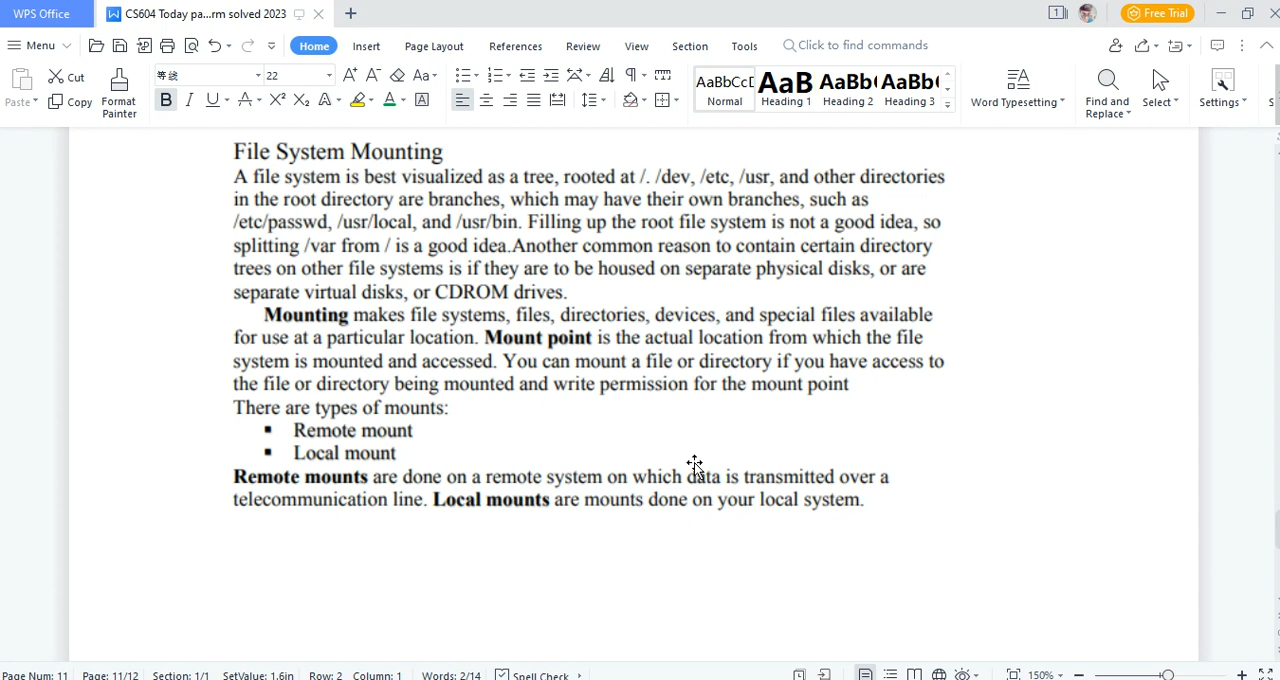 WPS Office CS604 Today pa...rm solved 2023 Free Trial
Menu Home Insert Page Layout References Review View Section Tools Click to find commands
Paste Cut Copy Format Painter 等线 22 AaBbCcD Normal AaB Heading 1 AaBb Heading 2 AaBb Heading 3 Word Typesetting Find and Replace Select Settings
File System Mounting
A file system is best visualized as a tree, rooted at /. /dev, /etc, /usr, and other directories
in the root directory are branches, which may have their own branches, such as
/etc/passwd, /usr/local, and /usr/bin. Filling up the root file system is not a good idea, so
splitting /var from / is a good idea.Another common reason to contain certain directory
trees on other file systems is if they are to be housed on separate physical disks, or are
separate virtual disks, or CDROM drives.
Mounting makes file systems, files, directories, devices, and special files available
for use at a particular location. Mount point is the actual location from which the file
system is mounted and accessed. You can mount a file or directory if you have access to
the file or directory being mounted and write permission for the mount point
There are types of mounts:
▪ Remote mount
▪ Local mount
Remote mounts are done on a remote system on which data is transmitted over a
telecommunication line. Local mounts are mounts done on your local system.
Page Num: 11 Page: 11/12 Section: 1/1 SetValue: 1.6in Row: 2 Column: 1 Words: 2/14 Spell Check 150%